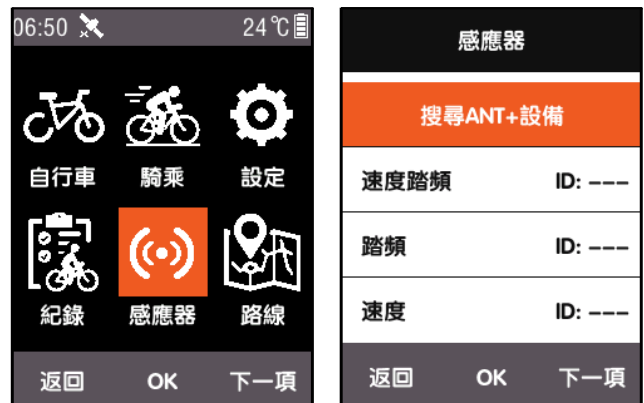 06:50 24℃
自行車 騎乘 設定
紀錄 感應器 路線
返回 OK 下一項
感應器
搜尋ANT+設備
速度踏頻 ID: ---
踏頻 ID: ---
速度 ID: ---
返回 OK 下一項